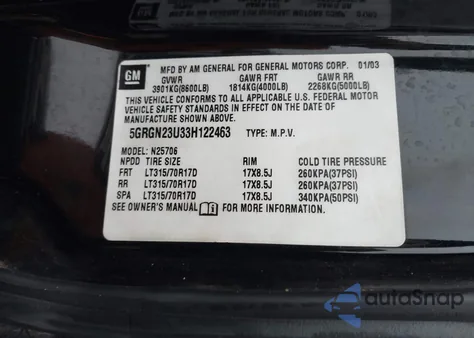 GM MFD BY AM GENERAL FOR GENERAL MOTORS CORP. 01/03
GVWR GAWR FRT GAWR RR
3901KG(8600LB) 1814KG(4000LB) 2268KG(5000LB)
THIS VEHICLE CONFORMS TO ALL APPLICABLE U.S. FEDERAL MOTOR
VEHICLE SAFETY STANDARDS IN EFFECT ON THE DATE OF
MANUFACTURE SHOWN ABOVE.
5GRGN23U33H122463 TYPE: M.P.V.
MODEL: N25706
NPDD TIRE SIZE RIM COLD TIRE PRESSURE
FRT LT315/70R17D 17X8.5J 260KPA(37PSI)
RR LT315/70R17D 17X8.5J 260KPA(37PSI)
SPA LT315/70R17D 17X8.5J 340KPA(50PSI)
SEE OWNER'S MANUAL FOR MORE INFORMATION
autoSnap